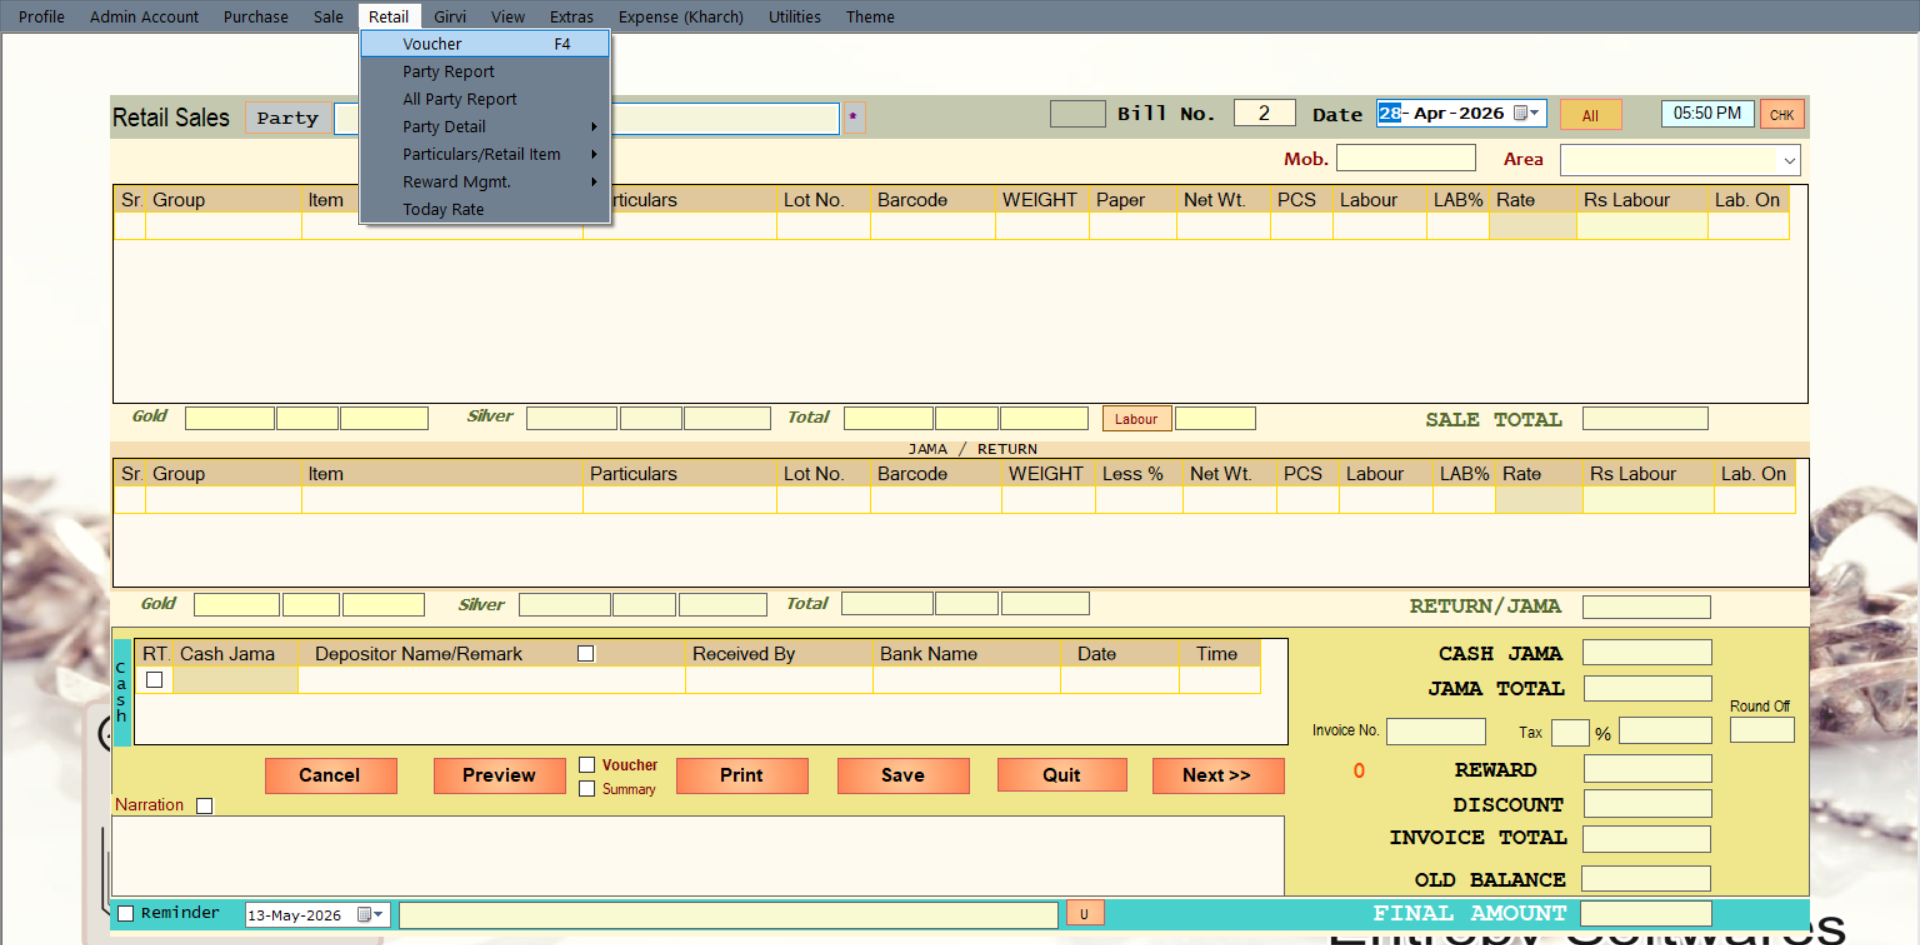 Profile Admin Account Purchase Sale Retail Girvi View Extras Expense (Kharch) Utilities Theme
Voucher F4
Party Report
All Party Report
Party Detail
Particulars/Retail Item
Reward Mgmt.
Today Rate
Retail Sales Party * Bill No. 2 Date 28-Apr-2026 All 05:50 PM CHK
Mob. Area
Sr. Group Item rticulars Lot No. Barcode WEIGHT Paper Net Wt. PCS Labour LAB% Rate Rs Labour Lab. On
Gold Silver Total Labour SALE TOTAL
JAMA / RETURN
Sr. Group Item Particulars Lot No. Barcode WEIGHT Less % Net Wt. PCS Labour LAB% Rate Rs Labour Lab. On
Gold Silver Total RETURN/JAMA
Cash
RT. Cash Jama Depositor Name/Remark Received By Bank Name Date Time
CASH JAMA
JAMA TOTAL
Round Off
Invoice No. Tax %
Cancel Preview Voucher Print Save Quit Next >>
Summary
0 REWARD
Narration
DISCOUNT
INVOICE TOTAL
OLD BALANCE
Reminder 13-May-2026 U FINAL AMOUNT